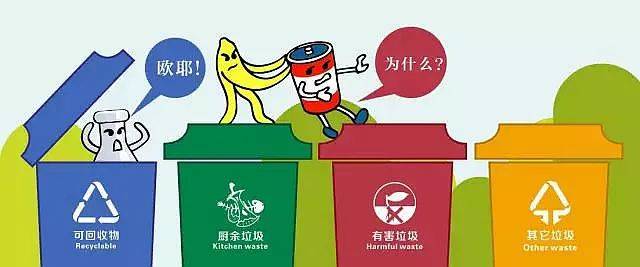 欧耶!
为什么?
可回收物
Recyclable
厨余垃圾
Kitchen waste
有害垃圾
Harmful waste
其它垃圾
Other waste